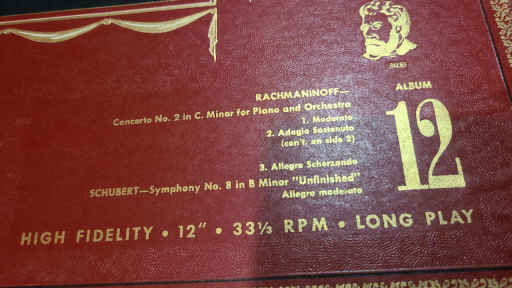 RACHMANINOFF—
Concerto No. 2 in C. Minor for Piano and Orchestra
1. Moderato
2. Adagio Sostenuto
(con't. on side 2)
3. Allegro Scherzando
SCHUBERT—Symphony No. 8 in B Minor "Unfinished"
Allegro moderato
ALBUM
12
HIGH FIDELITY • 12" • 33⅓ RPM • LONG PLAY